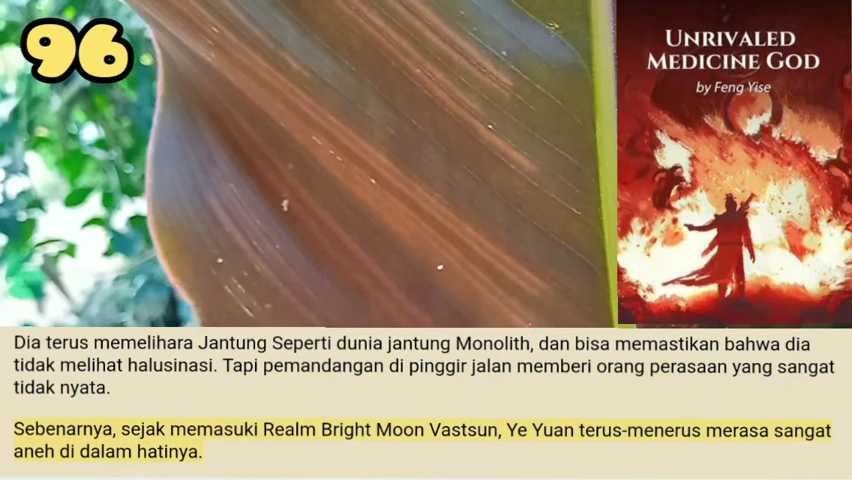 96
UNRIVALED
MEDICINE GOD
by Feng Yise
Dia terus memelihara Jantung Seperti dunia jantung Monolith, dan bisa memastikan bahwa dia
tidak melihat halusinasi. Tapi pemandangan di pinggir jalan memberi orang perasaan yang sangat
tidak nyata.
Sebenarnya, sejak memasuki Realm Bright Moon Vastsun, Ye Yuan terus-menerus merasa sangat
aneh di dalam hatinya.